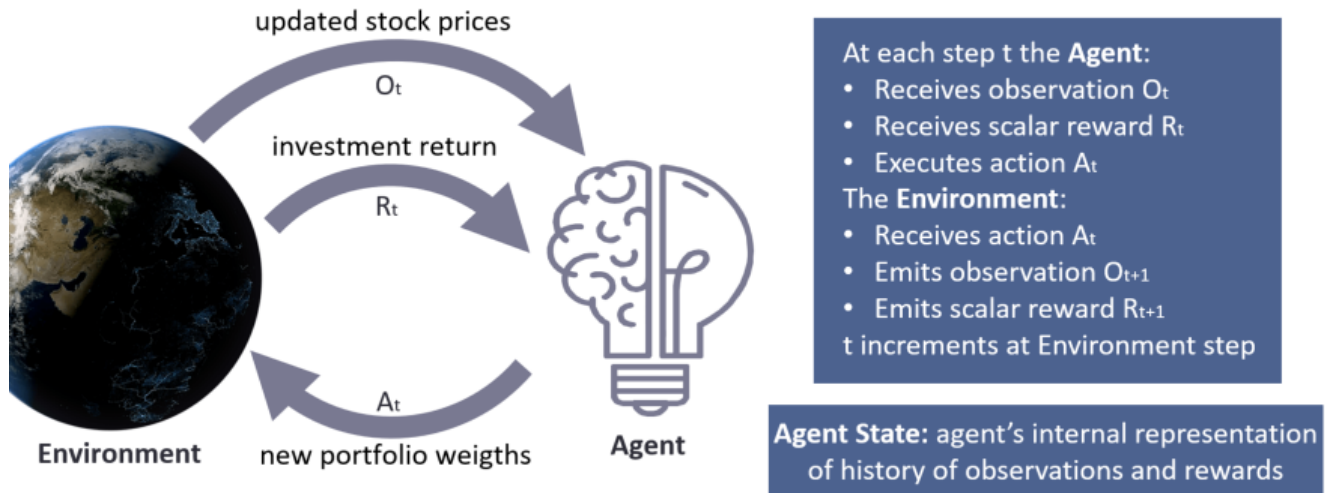 updated stock prices
Ot
investment return
Rt
At
new portfolio weigths
Environment
Agent
At each step t the Agent:
• Receives observation Ot
• Receives scalar reward Rt
• Executes action At
The Environment:
• Receives action At
• Emits observation Ot+1
• Emits scalar reward Rt+1
t increments at Environment step
Agent State: agent’s internal representation
of history of observations and rewards